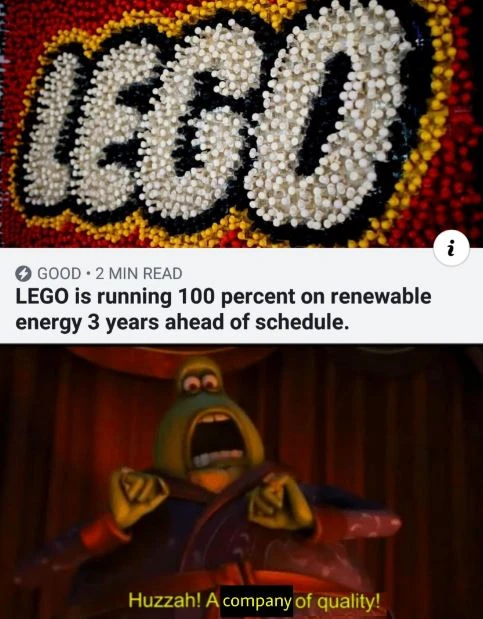 LEGO
i
GOOD • 2 MIN READ
LEGO is running 100 percent on renewable
energy 3 years ahead of schedule.
Huzzah! A company of quality!